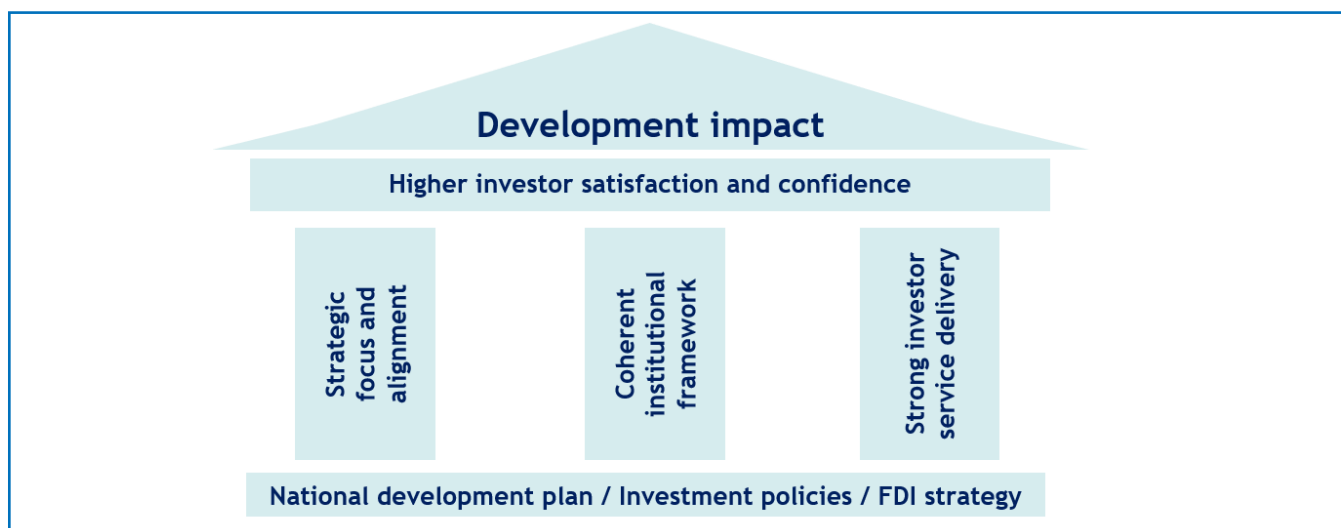 Development impact
Higher investor satisfaction and confidence
Strategic
focus and
alignment
Coherent
institutional
framework
Strong investor
service delivery
National development plan / Investment policies / FDI strategy